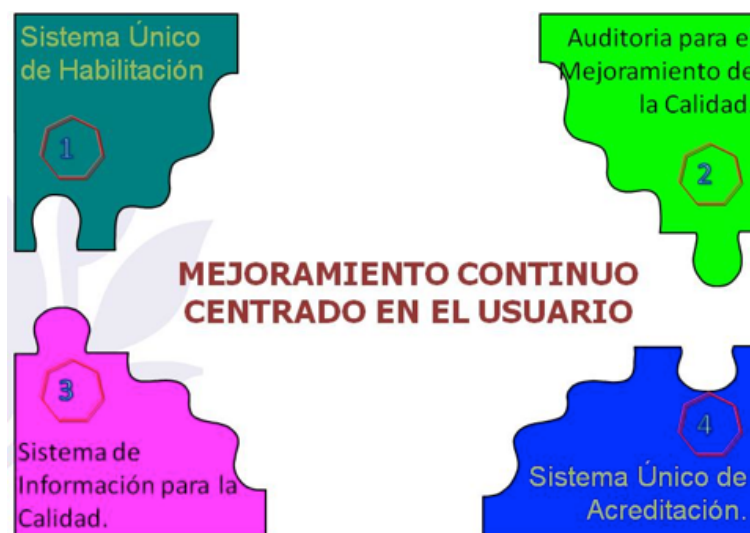 Sistema Único
de Habilitación
1
Auditoria para e
Mejoramiento de
la Calidad
2
MEJORAMIENTO CONTINUO
CENTRADO EN EL USUARIO
3
Sistema de
Información para la
Calidad.
4
Sistema Único de
Acreditación.